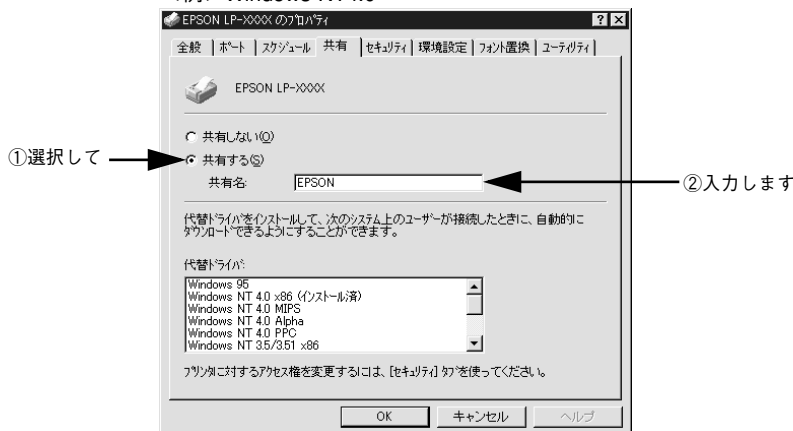 EPSON LP-XXXX のプロパティ
全般 ポート スケジュール 共有 セキュリティ 環境設定 フォント置換 ユーティリティ
EPSON LP-XXXX
共有しない(O)
①選択して
共有する(S)
共有名: EPSON
②入力します
代替ドライバをインストールして、次のシステム上のユーザーが接続したときに、自動的に
ダウンロードできるようにすることができます。
代替ドライバ:
Windows 95
Windows NT 4.0 x86 (インストール済)
Windows NT 4.0 MIPS
Windows NT 4.0 Alpha
Windows NT 4.0 PPC
Windows NT 3.5/3.51 x86
プリンタに対するアクセス権を変更するには、[セキュリティ] タブを使ってください。
OK キャンセル ヘルプ